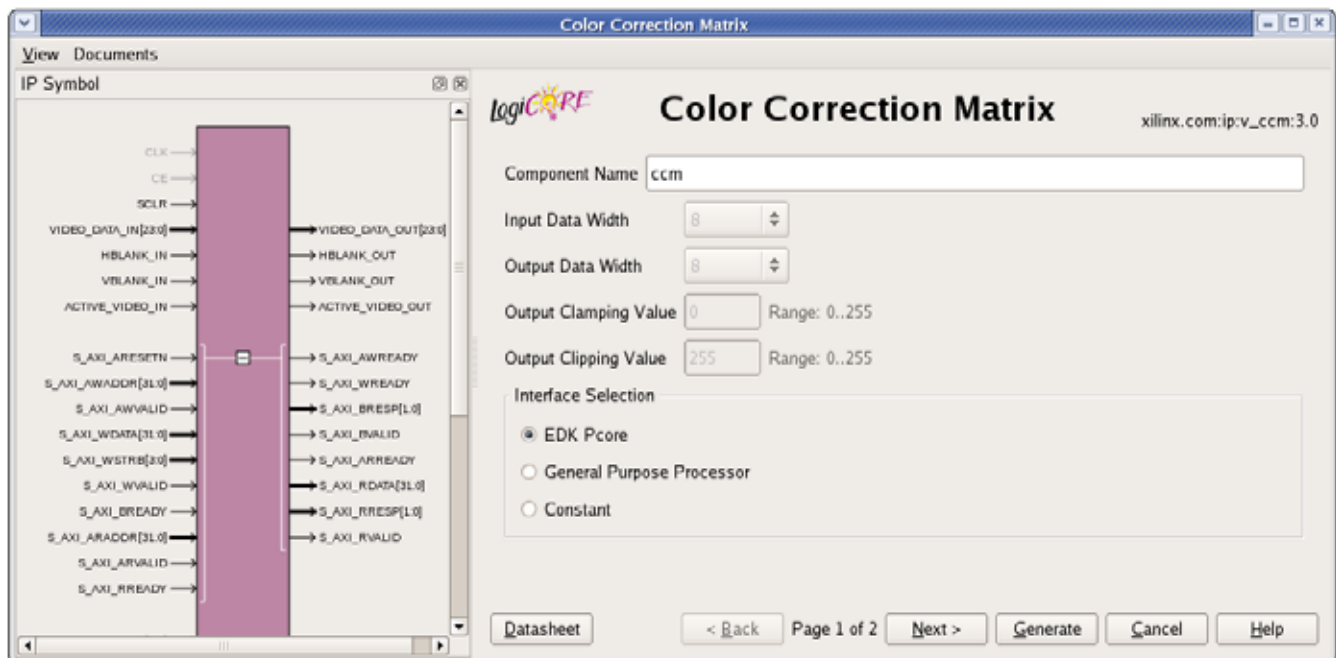 Color Correction Matrix
View Documents
IP Symbol
CLK
CE
SCLR
VIDEO_DATA_IN[23:0] VIDEO_DATA_OUT[23:0]
HBLANK_IN HBLANK_OUT
VBLANK_IN VBLANK_OUT
ACTIVE_VIDEO_IN ACTIVE_VIDEO_OUT
S_AXI_ARESETN S_AXI_AWREADY
S_AXI_AWADDR[31:0] S_AXI_WREADY
S_AXI_AWVALID S_AXI_BRESP[1:0]
S_AXI_WDATA[31:0] S_AXI_BVALID
S_AXI_WSTRB[3:0] S_AXI_ARREADY
S_AXI_WVALID S_AXI_RDATA[31:0]
S_AXI_BREADY S_AXI_RRESP[1:0]
S_AXI_ARADDR[31:0] S_AXI_RVALID
S_AXI_ARVALID
S_AXI_RREADY
logiCORE Color Correction Matrix xilinx.com:ip:v_ccm:3.0
Component Name ccm
Input Data Width 8
Output Data Width 8
Output Clamping Value 0 Range: 0..255
Output Clipping Value 255 Range: 0..255
Interface Selection
EDK Pcore
General Purpose Processor
Constant
Datasheet < Back Page 1 of 2 Next > Generate Cancel Help